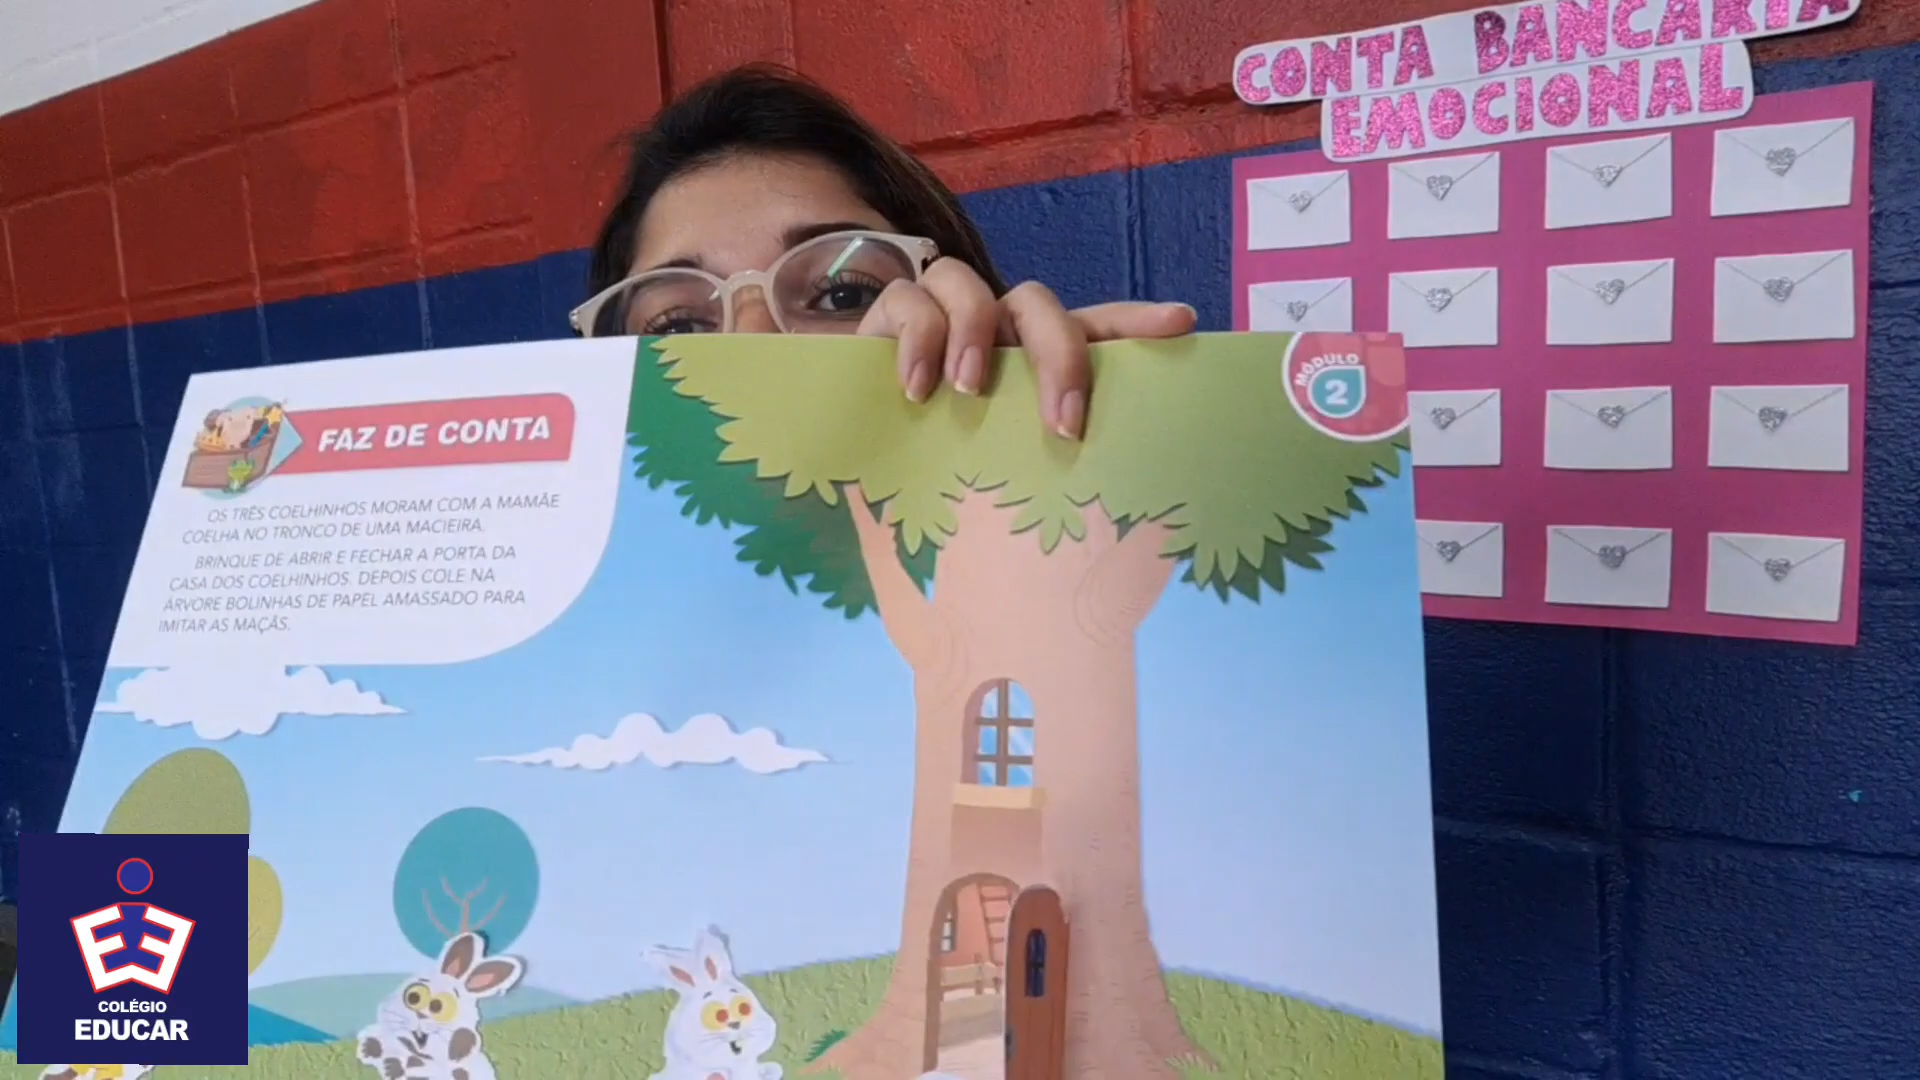 CONTA BANCÁRIA
EMOCIONAL
MÓDULO
2
FAZ DE CONTA
OS TRÊS COELHINHOS MORAM COM A MAMÃE
COELHA NO TRONCO DE UMA MACIEIRA.
BRINQUE DE ABRIR E FECHAR A PORTA DA
CASA DOS COELHINHOS. DEPOIS COLE NA
ÁRVORE BOLINHAS DE PAPEL AMASSADO PARA
IMITAR AS MAÇÃS.
COLÉGIO
EDUCAR